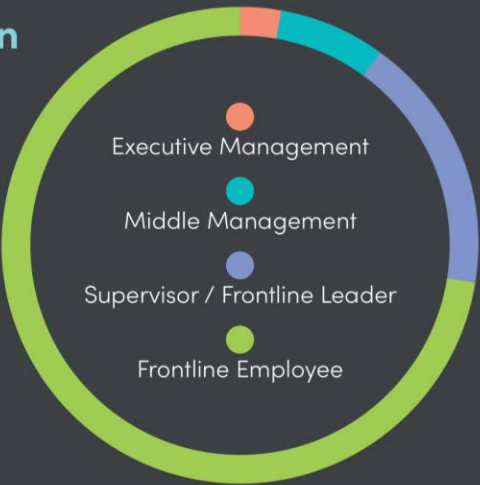 n
Executive Management
Middle Management
Supervisor / Frontline Leader
Frontline Employee